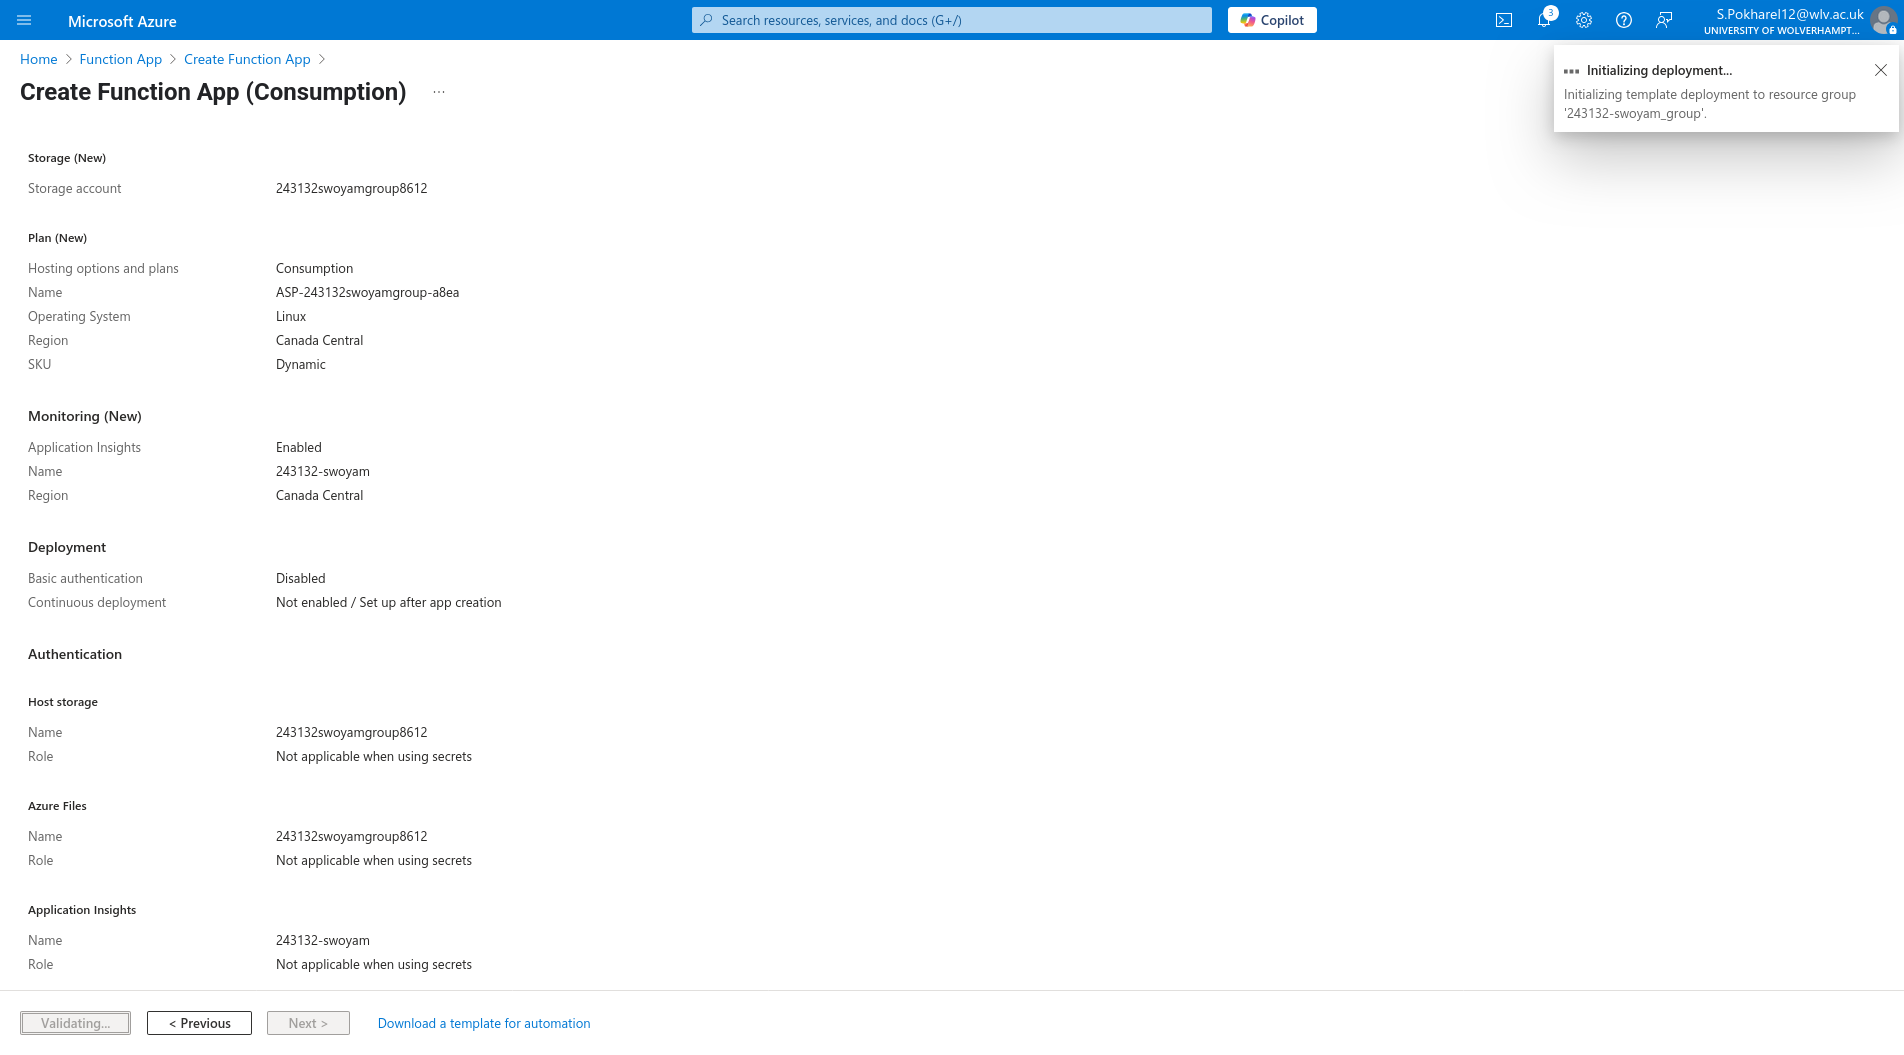 Microsoft Azure
Search resources, services, and docs (G+/)
Copilot
3
S.Pokharel12@wlv.ac.uk
UNIVERSITY OF WOLVERHAMPT...
Home > Function App > Create Function App >
Create Function App (Consumption) ...
Initializing deployment...
Initializing template deployment to resource group
'243132-swoyam_group'.
Storage (New)
Storage account 243132swoyamgroup8612
Plan (New)
Hosting options and plans Consumption
Name ASP-243132swoyamgroup-a8ea
Operating System Linux
Region Canada Central
SKU Dynamic
Monitoring (New)
Application Insights Enabled
Name 243132-swoyam
Region Canada Central
Deployment
Basic authentication Disabled
Continuous deployment Not enabled / Set up after app creation
Authentication
Host storage
Name 243132swoyamgroup8612
Role Not applicable when using secrets
Azure Files
Name 243132swoyamgroup8612
Role Not applicable when using secrets
Application Insights
Name 243132-swoyam
Role Not applicable when using secrets
Validating... < Previous Next > Download a template for automation